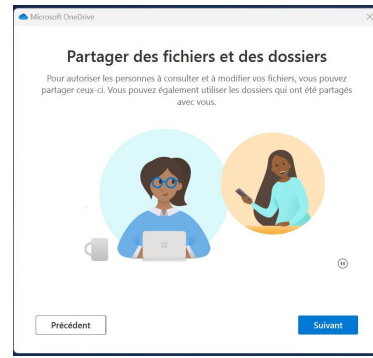 Microsoft OneDrive
Partager des fichiers et des dossiers
Pour autoriser les personnes à consulter et à modifier vos fichiers, vous pouvez
partager ceux-ci. Vous pouvez également utiliser les dossiers qui ont été partagés
avec vous.
Précédent
Suivant